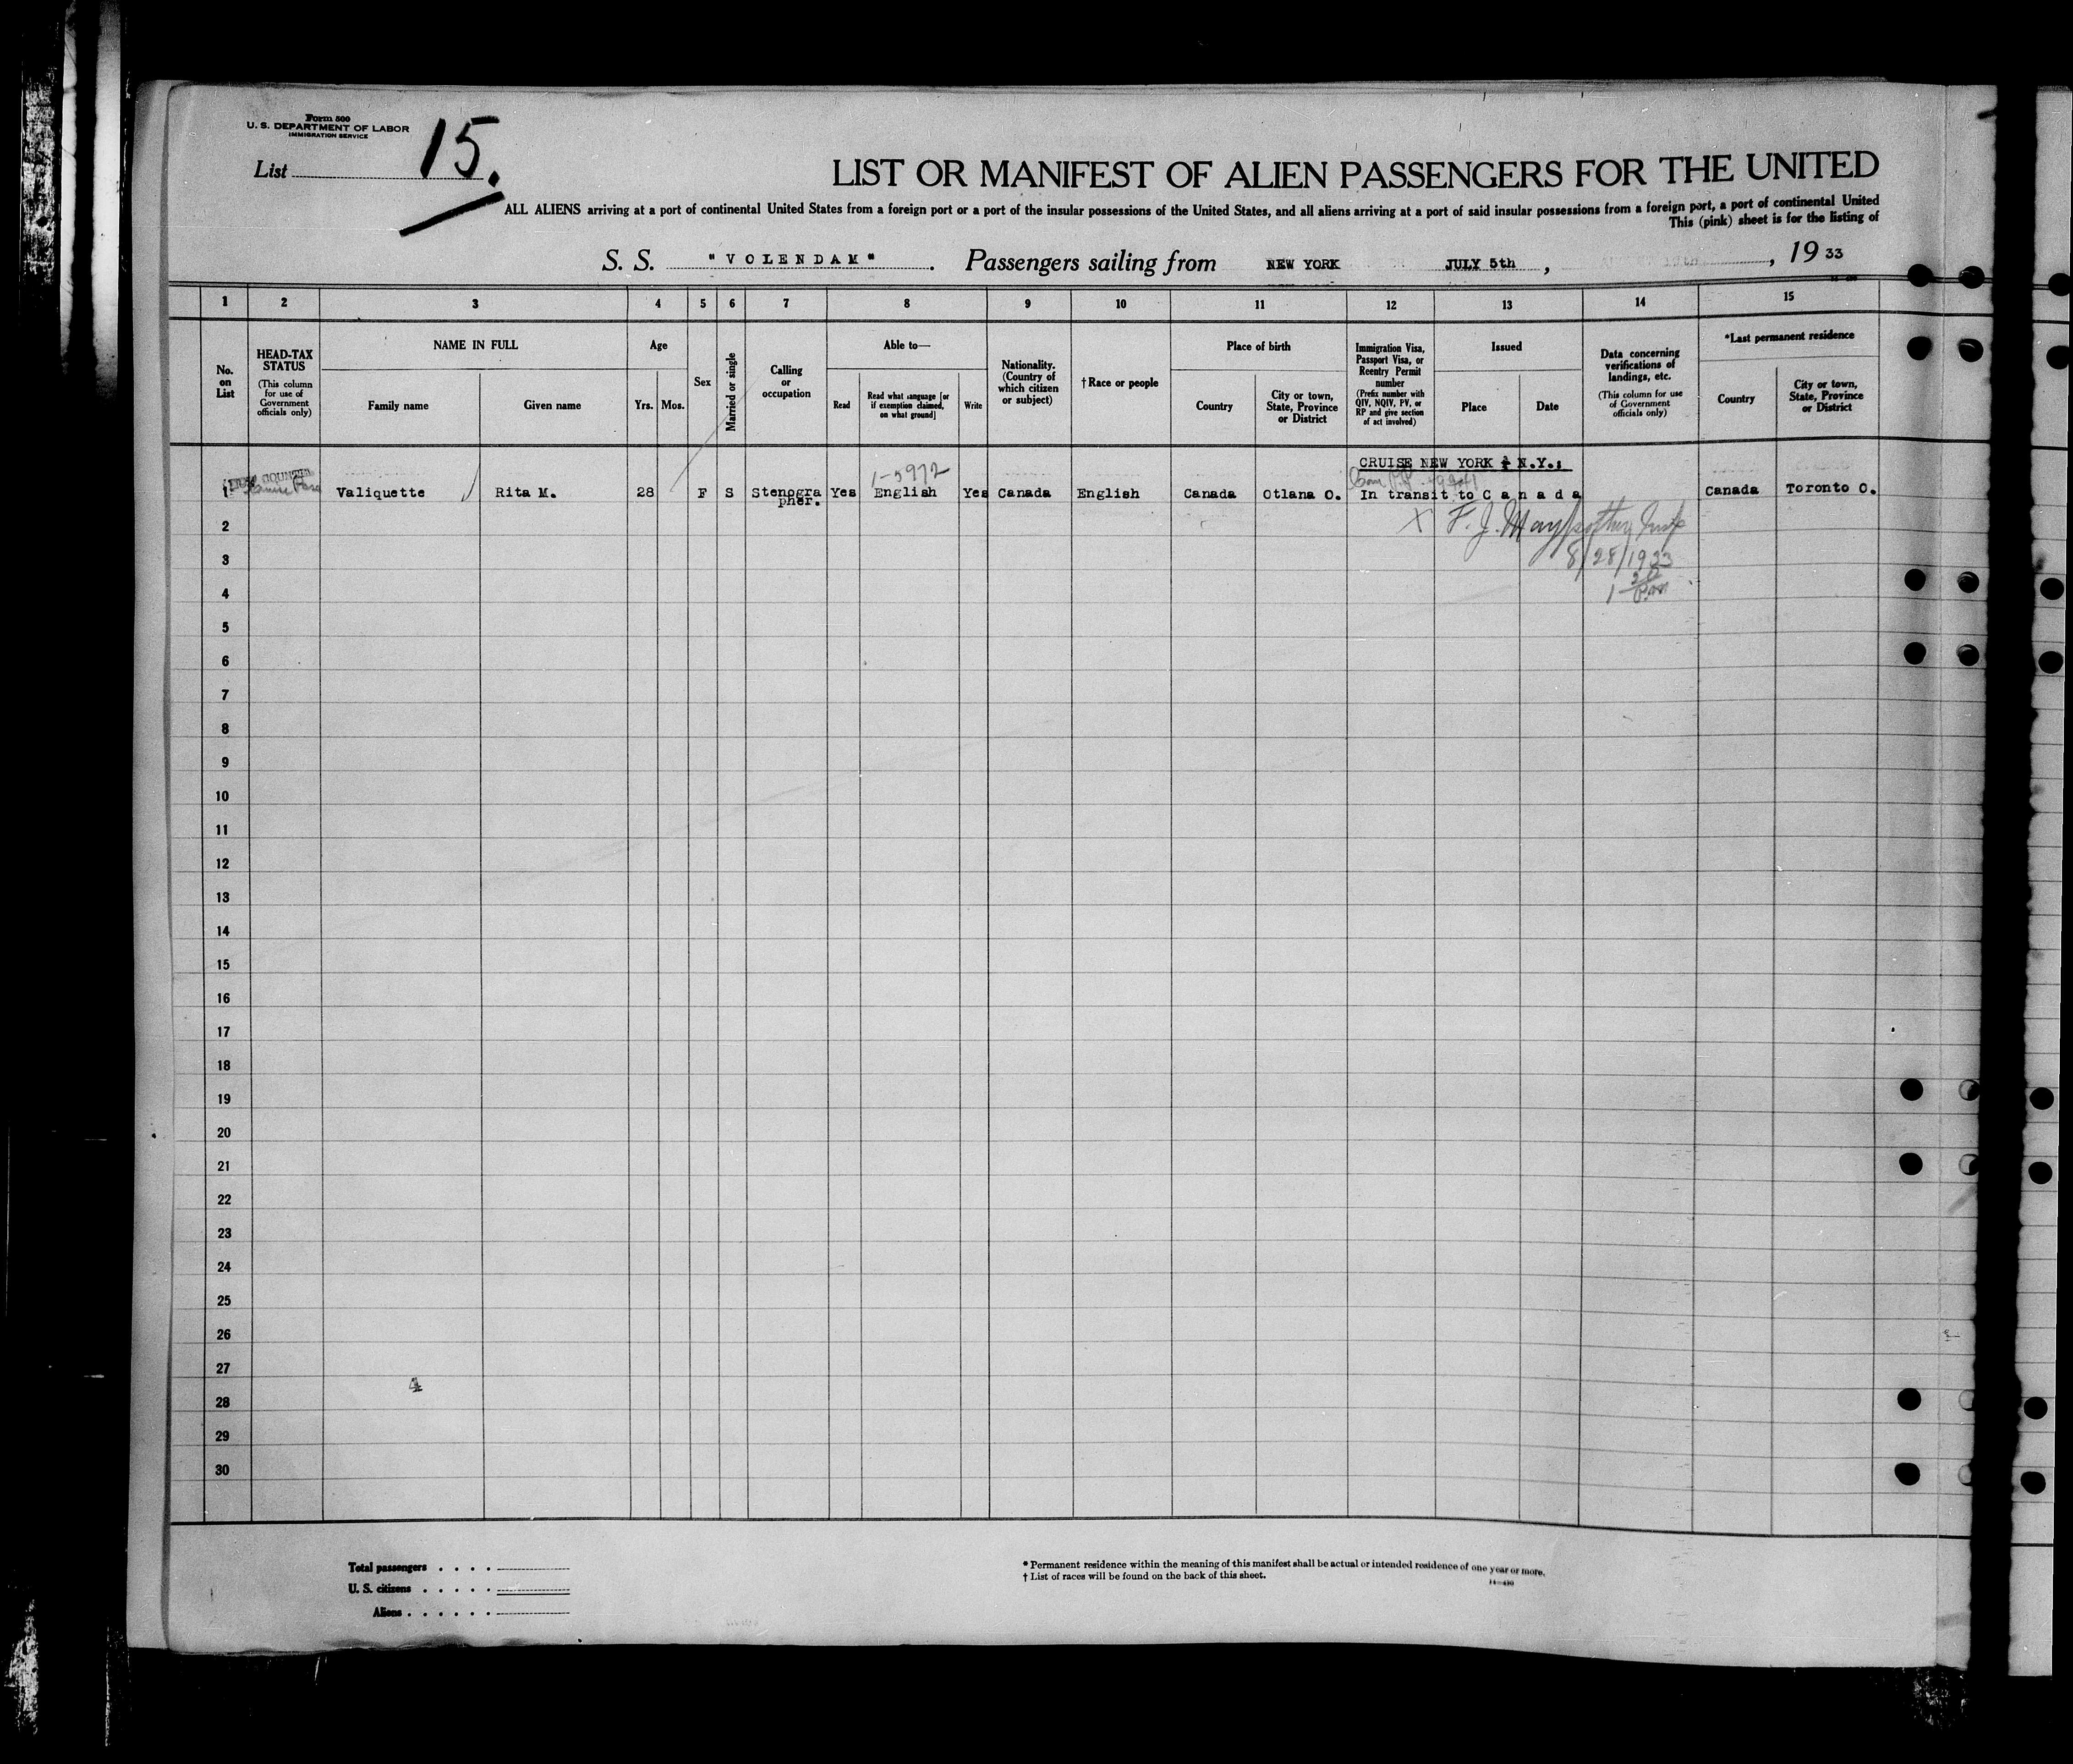 Form 500
U. S. DEPARTMENT OF LABOR
IMMIGRATION SERVICE
List 15.
LIST OR MANIFEST OF ALIEN PASSENGERS FOR THE UNITED
ALL ALIENS arriving at a port of continental United States from a foreign port or a port of the insular possessions of the United States, and all aliens arriving at a port of said insular possessions from a foreign port, a port of continental United
This (pink) sheet is for the listing of
S. S. "VOLENDAM". Passengers sailing from NEW YORK JULY 5th, , 19 33
1 2 3 4 5 6 7 8 9 10 11 12 13 14 15
No. on List
HEAD-TAX STATUS
(This column for use of Government officials only)
NAME IN FULL
Family name
Given name
Age
Yrs.
Mos.
Sex
Married or single
Calling or occupation
Able to—
Read
Read what language [or if exemption claimed, on what ground]
Write
Nationality. (Country of which citizen or subject)
†Race or people
Place of birth
Country
City or town, State, Province or District
Immigration Visa, Passport Visa, or Reentry Permit number
(Prefix number with QIV, NQIV, PV, or RP and give section of act involved)
Issued
Place
Date
Data concerning verifications of landings, etc.
(This column for use of Government officials only)
*Last permanent residence
Country
City or town, State, Province or District
CRUISE NEW YORK N.Y.:
1-5972
1 Valiquette Rita M. 28 F S Stenogra Yes English Yes Canada English Canada Otlana O. In transit to Canada Canada Toronto O.
pher.
2 X F. J. May
3 8/28/1933
4
5
6
7
8
9
10
11
12
13
14
15
16
17
18
19
20
21
22
23
24
25
26
27
4
28
29
30
Total passengers . . . .
U. S. citizens . . . . .
Aliens . . . . . .
* Permanent residence within the meaning of this manifest shall be actual or intended residence of one year or more.
† List of races will be found on the back of this sheet.